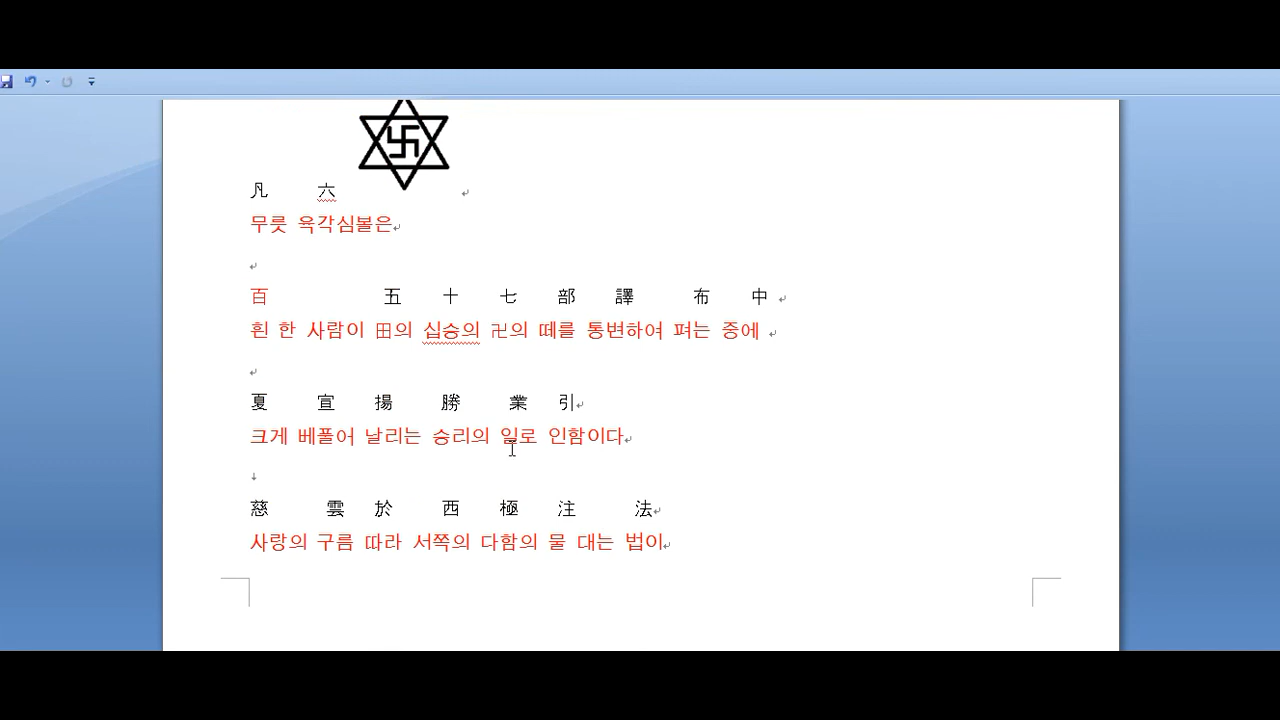 凡 六
무릇 육각심볼은
百 五 十 七 部 譯 布 中
흰 한 사람이 田의 십승의 卍의 떼를 통변하여 펴는 중에
夏 宣 揚 勝 業 引
크게 베풀어 날리는 승리의 일로 인함이다
慈 雲 於 西 極 注 法
사랑의 구름 따라 서쪽의 다함의 물 대는 법이